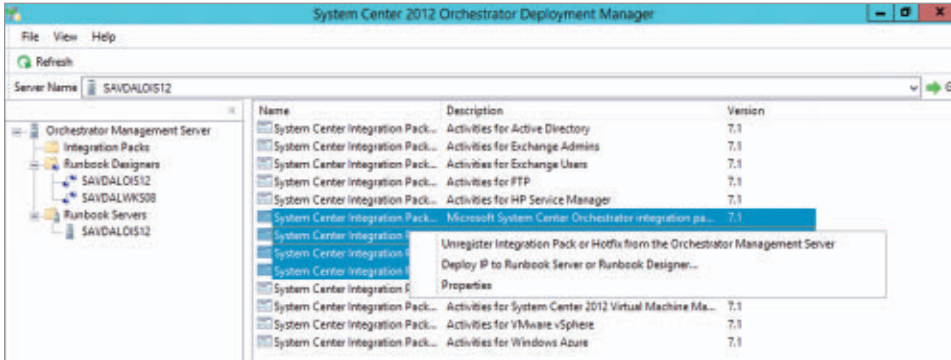 System Center 2012 Orchestrator Deployment Manager
File View Help
Refresh
Server Name SAVDALOIS12 G
Name Description Version
Orchestrator Management Server
Integration Packs
Runbook Designers
SAVDALOIS12
SAVDALWKS08
Runbook Servers
SAVDALOIS12
System Center Integration Pack... Activities for Active Directory 7.1
System Center Integration Pack... Activities for Exchange Admins 7.1
System Center Integration Pack... Activities for Exchange Users 7.1
System Center Integration Pack... Activities for FTP 7.1
System Center Integration Pack... Activities for HP Service Manager 7.1
System Center Integration Pack... Microsoft System Center Orchestrator integration pa... 7.1
System Center Integration
System Center Integration
System Center Integration
System Center Integration
System Center Integration Pack... Activities for System Center 2012 Virtual Machine Ma... 7.1
System Center Integration Pack... Activities for VMware vSphere 7.1
System Center Integration Pack... Activities for Windows Azure 7.1
Unregister Integration Pack or Hotfix from the Orchestrator Management Server
Deploy IP to Runbook Server or Runbook Designer...
Properties